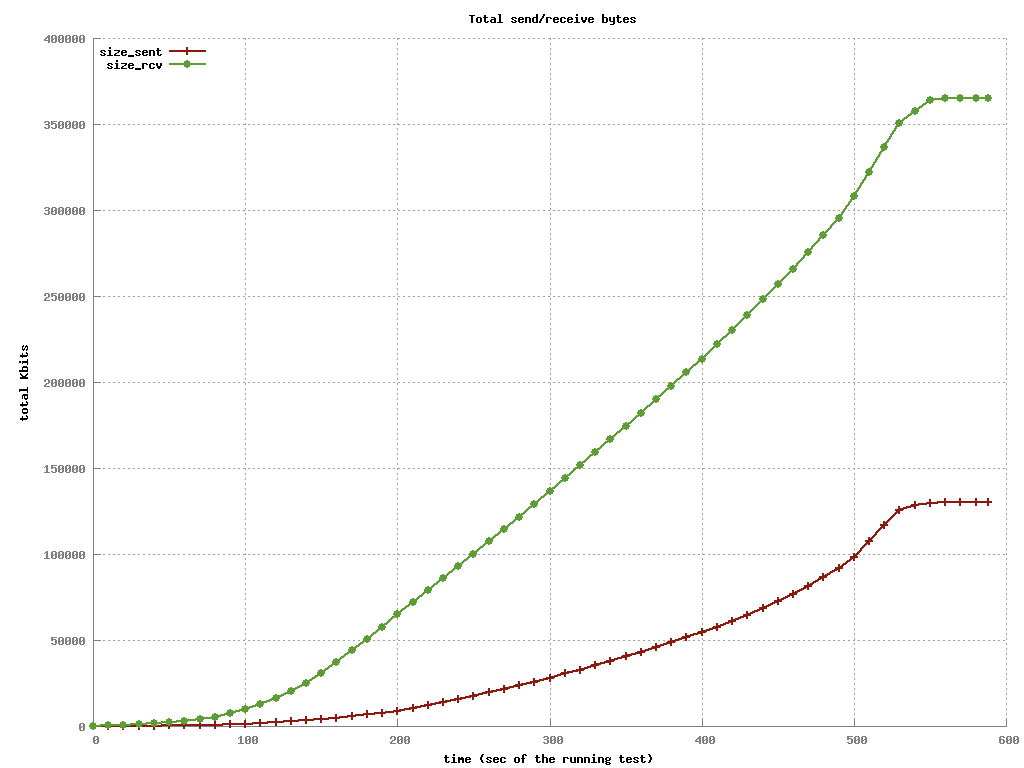 Total send/receive bytes
400000
size_sent
size_rcv
350000
300000
250000
total Kbits
200000
150000
100000
50000
0
0 100 200 300 400 500 600
time (sec of the running test)